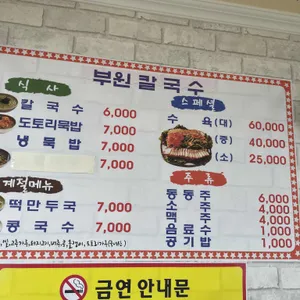 부원 칼국수
식사
칼국수 6,000
도토리묵밥 7,000
냉묵밥 7,000
7,000
계절메뉴
떡만두국 7,000
콩국수 7,000
스페셜
수육(대) 60,000
(중) 40,000
(소) 25,000
주류
동동주 6,000
소주 4,000
맥주 4,000
음료수 1,000
공기밥 1,000
금연 안내문